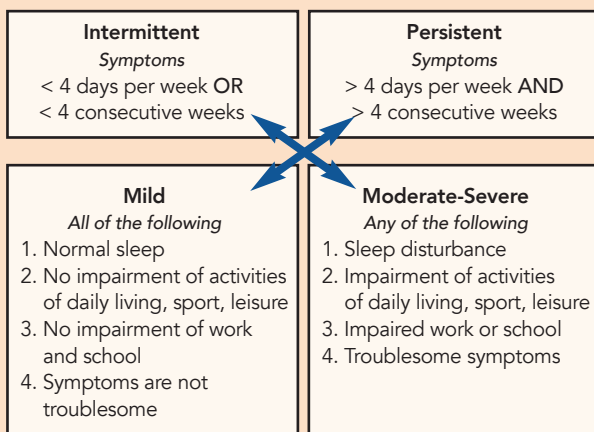 Intermittent
Symptoms
< 4 days per week OR
< 4 consecutive weeks
Persistent
Symptoms
> 4 days per week AND
> 4 consecutive weeks
Mild
All of the following
1. Normal sleep
2. No impairment of activities
of daily living, sport, leisure
3. No impairment of work
and school
4. Symptoms are not
troublesome
Moderate-Severe
Any of the following
1. Sleep disturbance
2. Impairment of activities
of daily living, sport, leisure
3. Impaired work or school
4. Troublesome symptoms